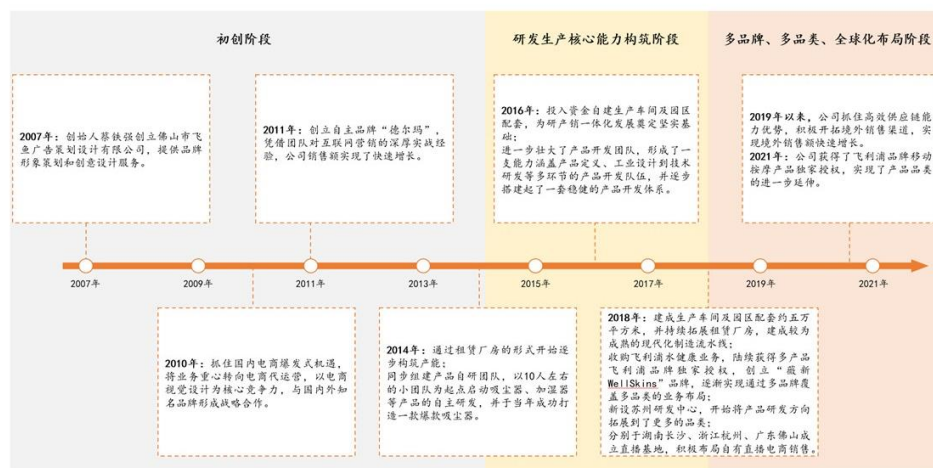 初创阶段
研发生产核心能力构筑阶段
多品牌、多品类、全球化布局阶段
2007年：创始人蔡铁强创立佛山市飞
鱼广告策划设计有限公司，提供品牌
形象策划和创意设计服务。
2011年：创立自主品牌“德尔玛”，
凭借团队对互联网营销的深厚实战经
验，公司销售额实现了快速增长。
2016年：投入资金自建生产车间及园区
配套，为研产销一体化发展奠定坚实基
础；
进一步壮大了产品开发团队，形成了一
支能力涵盖产品定义、工业设计到技术
研发等多环节的产品开发队伍，并逐步
搭建起了一套稳健的产品开发体系。
2019年以来，公司抓住高效供应链能
力优势，积极开拓境外销售渠道，实
现境外销售额快速增长。
2021年：公司获得了飞利浦品牌移动
按摩产品独家授权，实现了产品品类
的进一步延伸。
2007年
2009年
2011年
2013年
2015年
2017年
2019年
2021年
2010年：抓住国内电商爆发式机遇，
将业务重心转向电商代运营，以电商
视觉设计为核心竞争力，与国内外知
名品牌形成战略合作。
2014年：通过租赁厂房的形式开始逐
步构筑产能；
同步组建产品自研团队，以10人左右
的小团队为起点启动吸尘器、加湿器
等产品的自主研发，并于当年成功打
造一款爆款吸尘器。
2018年：建成生产车间及园区配套约五万
平方米，并持续拓展租赁厂房，建成较为
成熟的现代化制造流水线；
收购飞利浦水健康业务，陆续获得多产品
飞利浦品牌独家授权，创立“薇新
WellSkins”品牌，逐渐实现通过多品牌覆
盖多品类的业务布局；
新设苏州研发中心，开始将产品研发方向
拓展到了更多的品类；
分别于湖南长沙、浙江杭州、广东佛山成
立直播基地，积极布局自有直播电商销售。